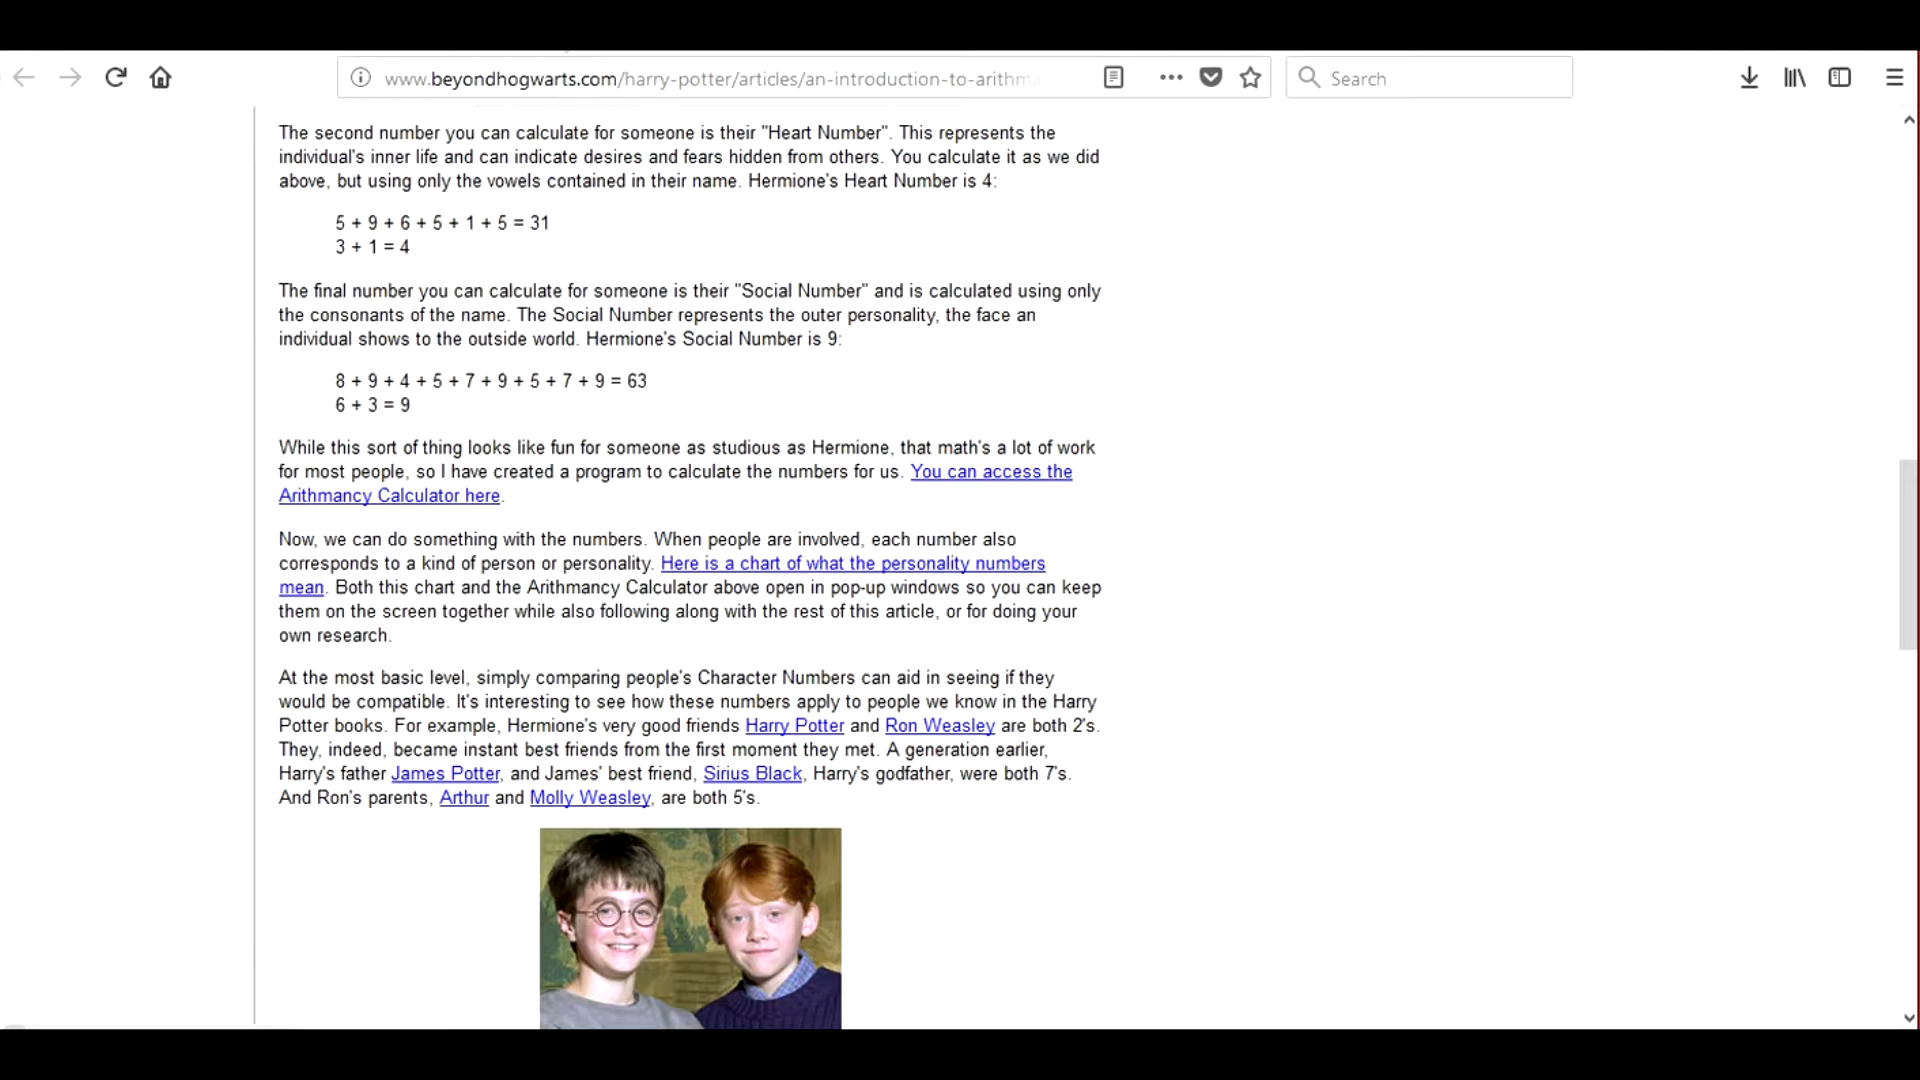 www.beyondhogwarts.com/harry-potter/articles/an-introduction-to-arithm
Search
The second number you can calculate for someone is their "Heart Number". This represents the
individual's inner life and can indicate desires and fears hidden from others. You calculate it as we did
above, but using only the vowels contained in their name. Hermione's Heart Number is 4:
5 + 9 + 6 + 5 + 1 + 5 = 31
3 + 1 = 4
The final number you can calculate for someone is their "Social Number" and is calculated using only
the consonants of the name. The Social Number represents the outer personality, the face an
individual shows to the outside world. Hermione's Social Number is 9:
8 + 9 + 4 + 5 + 7 + 9 + 5 + 7 + 9 = 63
6 + 3 = 9
While this sort of thing looks like fun for someone as studious as Hermione, that math's a lot of work
for most people, so I have created a program to calculate the numbers for us. You can access the
Arithmancy Calculator here.
Now, we can do something with the numbers. When people are involved, each number also
corresponds to a kind of person or personality. Here is a chart of what the personality numbers
mean. Both this chart and the Arithmancy Calculator above open in pop-up windows so you can keep
them on the screen together while also following along with the rest of this article, or for doing your
own research.
At the most basic level, simply comparing people's Character Numbers can aid in seeing if they
would be compatible. It's interesting to see how these numbers apply to people we know in the Harry
Potter books. For example, Hermione's very good friends Harry Potter and Ron Weasley are both 2's.
They, indeed, became instant best friends from the first moment they met. A generation earlier,
Harry's father James Potter, and James' best friend, Sirius Black, Harry's godfather, were both 7's.
And Ron's parents, Arthur and Molly Weasley, are both 5's.